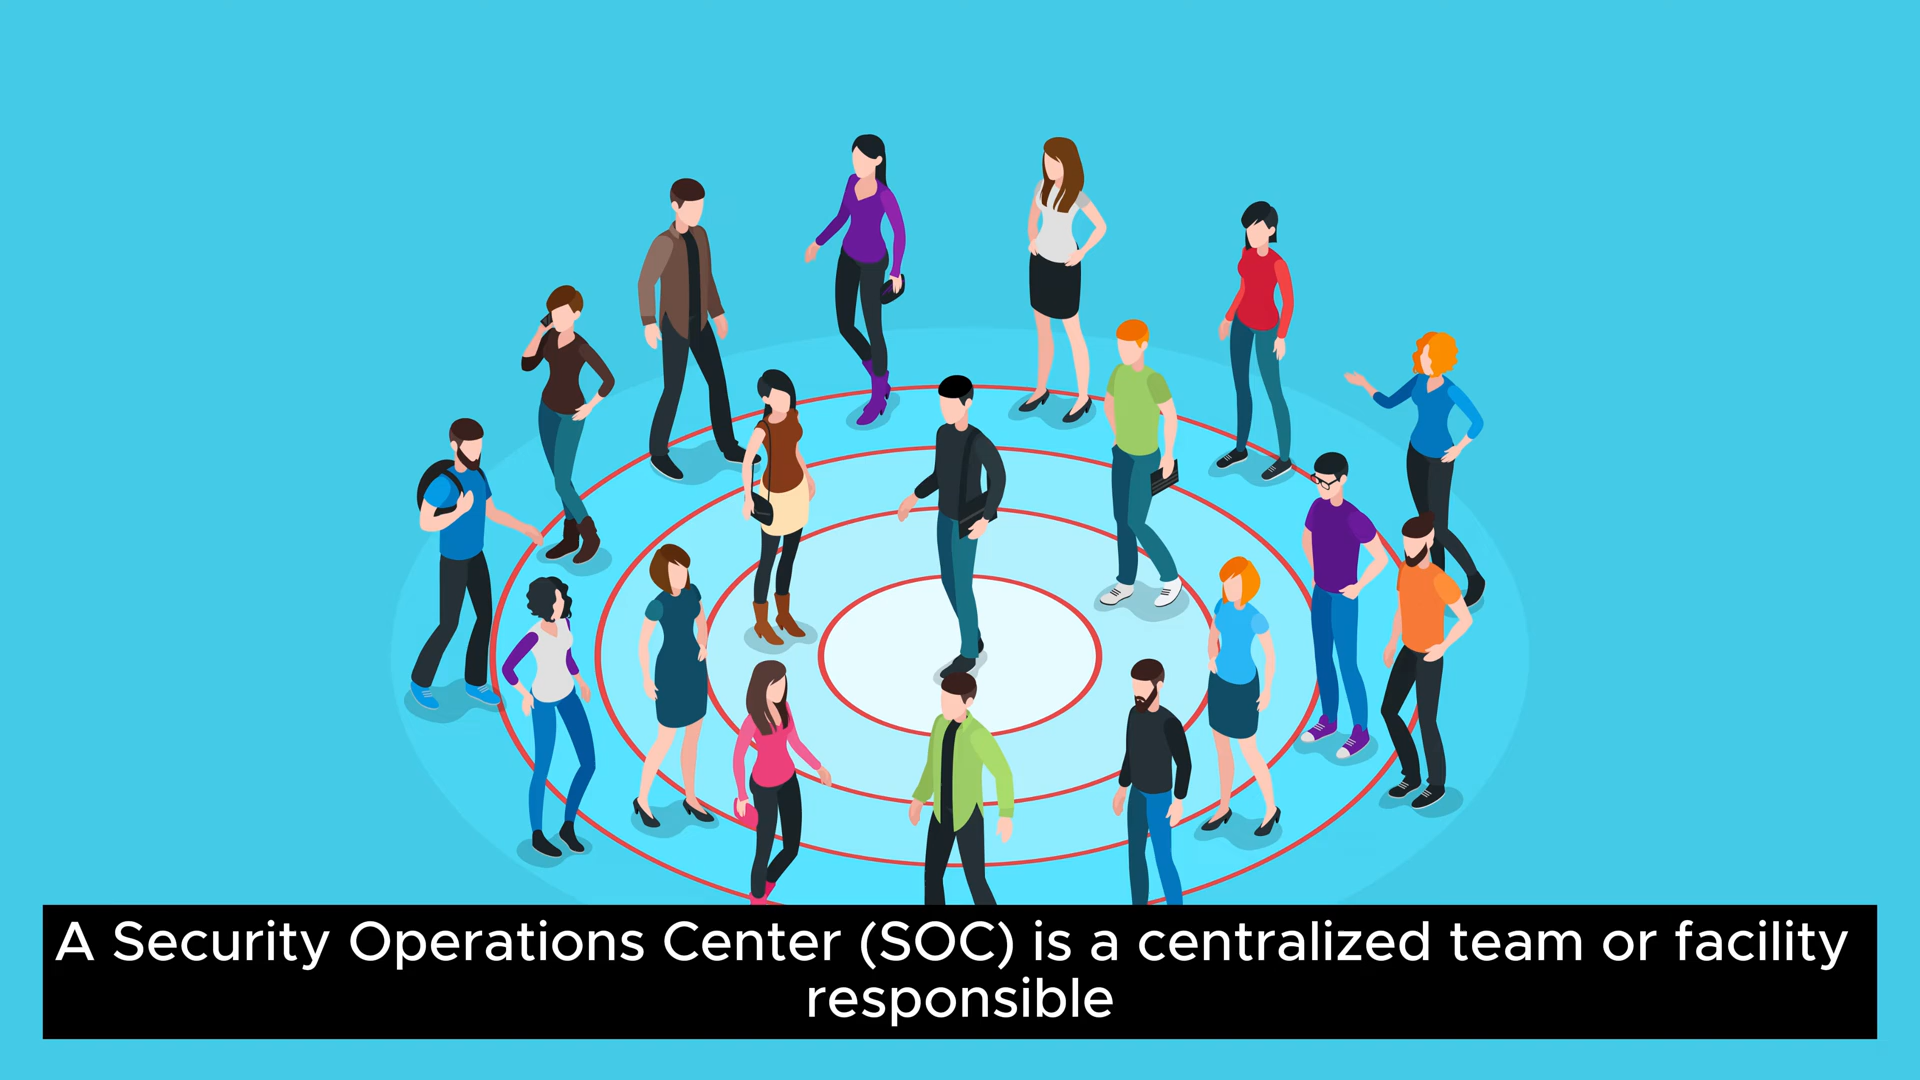 A Security Operations Center (SOC) is a centralized team or facility
responsible